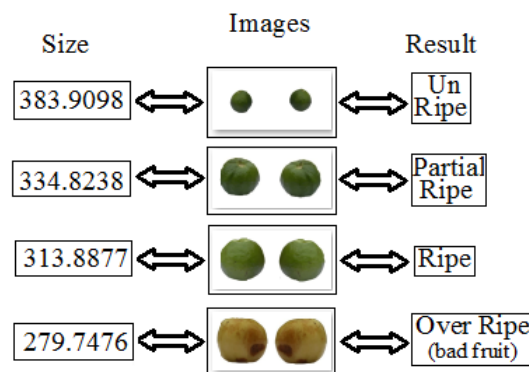 Size Images Result
383.9098 Un
Ripe
334.8238 Partial
Ripe
313.8877 Ripe
279.7476 Over Ripe
(bad fruit)